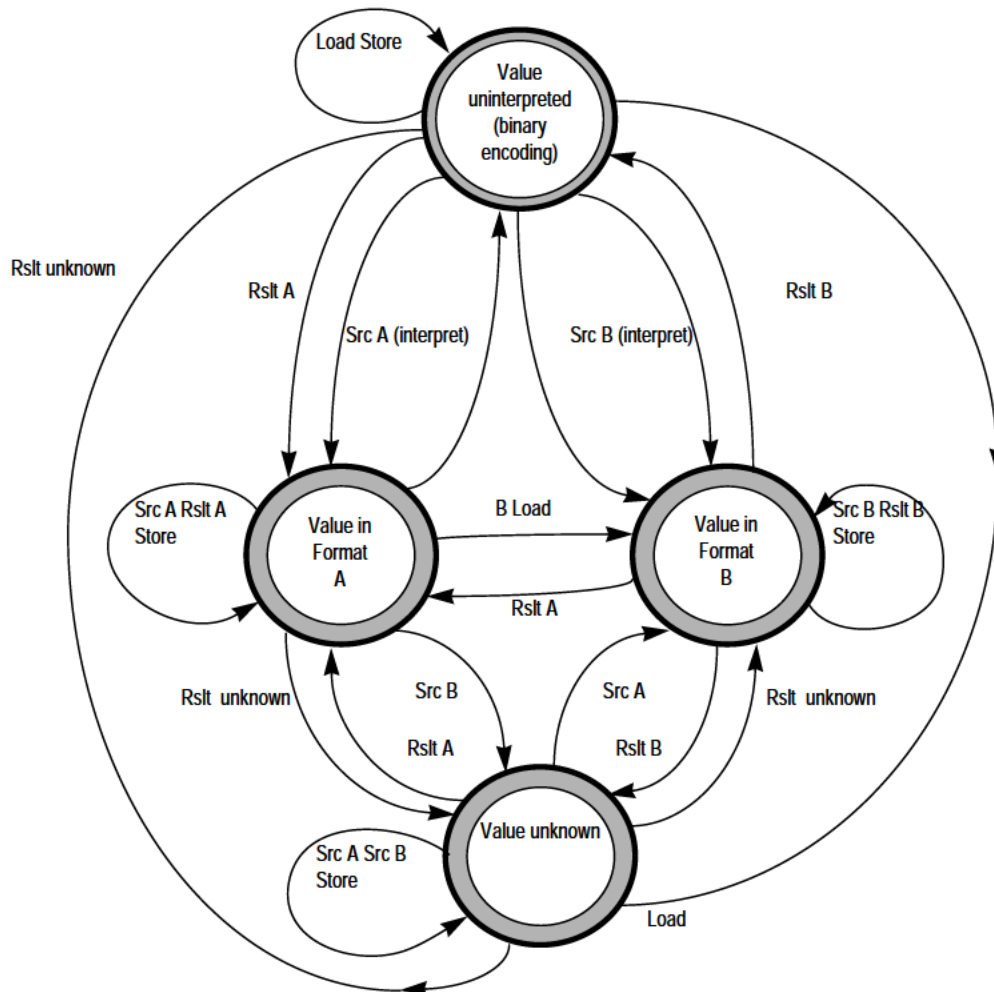 Load Store
Value
uninterpreted
(binary
encoding)
Rslt unknown
Rslt A
Rslt B
Src A (interpret)
Src B (interpret)
Src A Rslt A
Store
Value in
Format
A
B Load
Value in
Format
B
Src B Rslt B
Store
Rslt A
Rslt unknown
Src B
Src A
Rslt unknown
Rslt A
Rslt B
Value unknown
Src A Src B
Store
Load